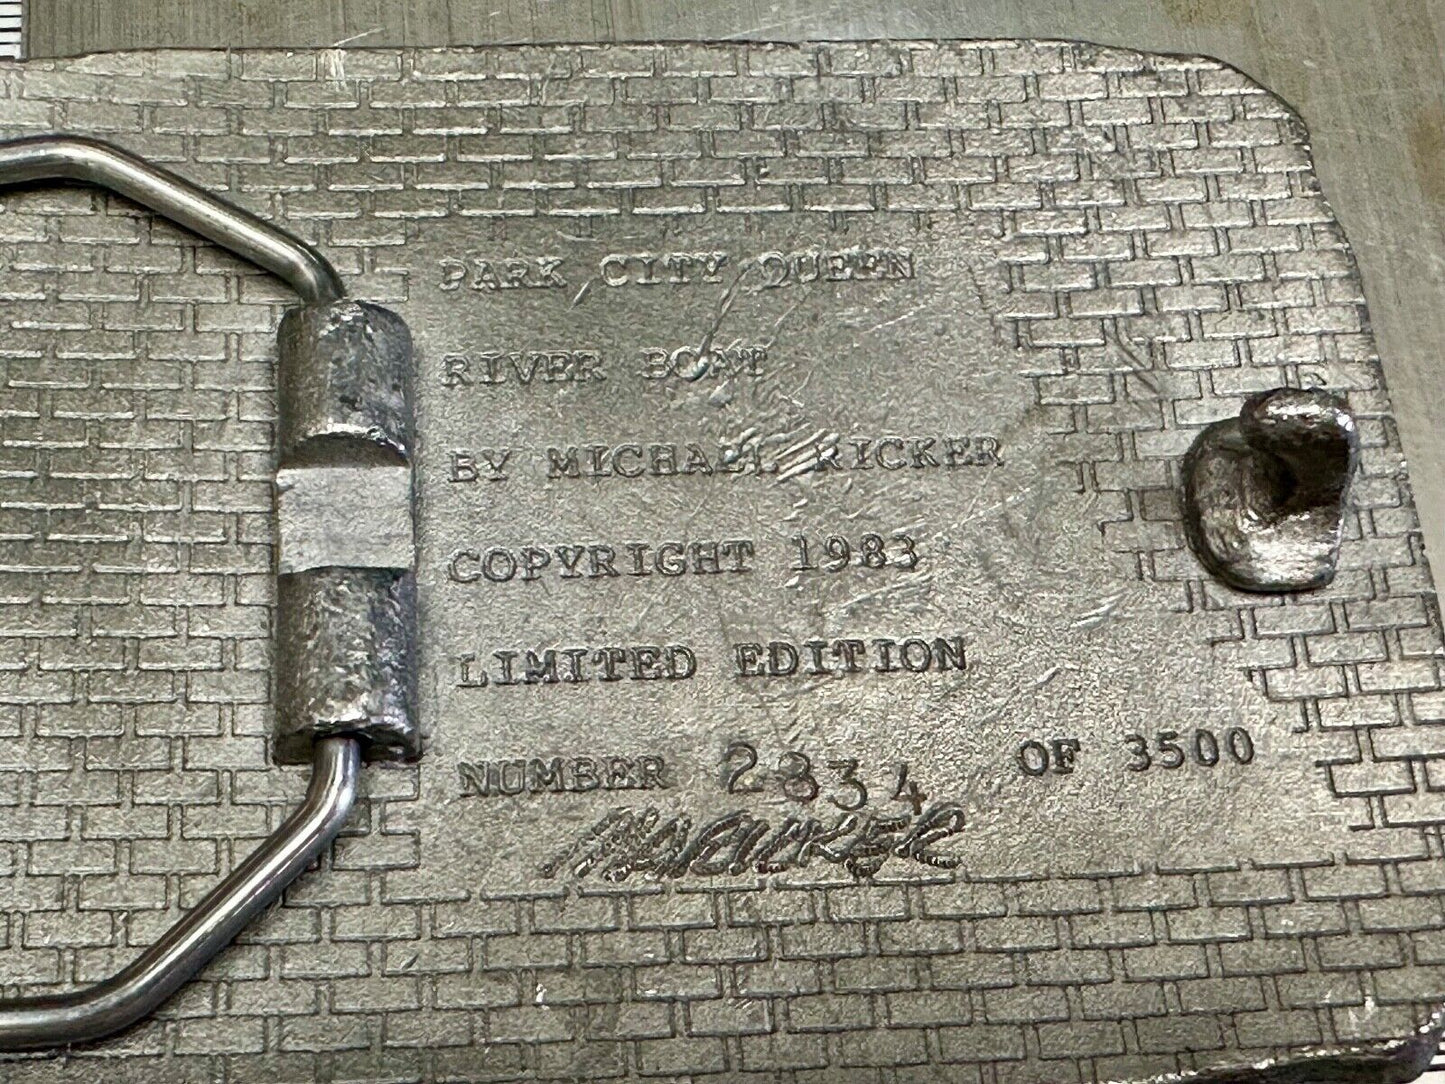 PARK CITY QUEEN
RIVER BOAT
BY MICHAEL RICKER
COPYRIGHT 1983
LIMITED EDITION
NUMBER 2834 OF 3500